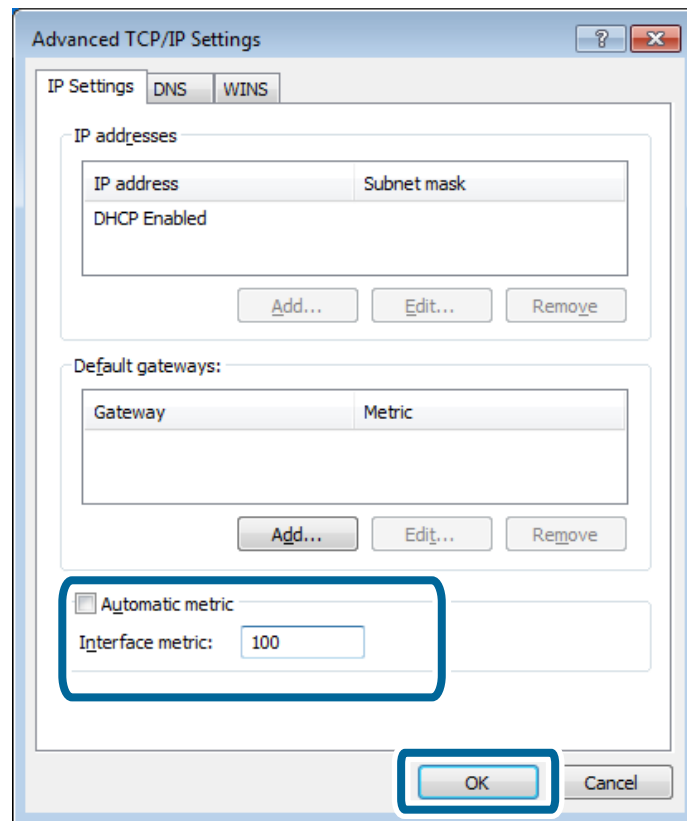 Advanced TCP/IP Settings
IP Settings DNS WINS
IP addresses
IP address Subnet mask
DHCP Enabled
Add... Edit... Remove
Default gateways:
Gateway Metric
Add... Edit... Remove
Automatic metric
Interface metric: 100
OK Cancel